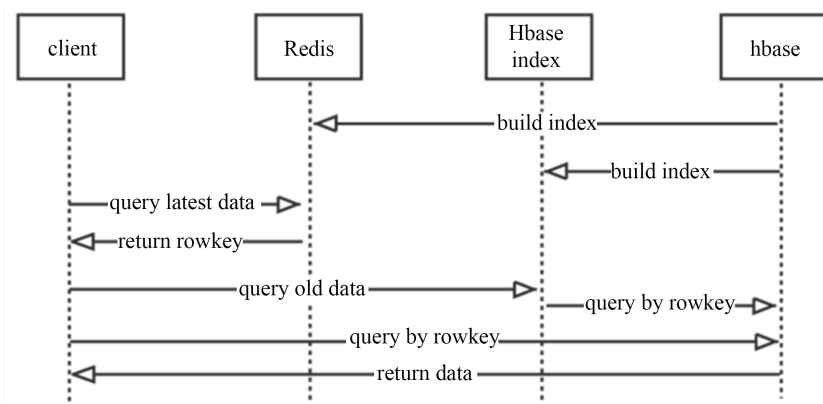 client
Redis
Hbase
index
hbase
build index
build index
query latest data
return rowkey
query old data
query by rowkey
query by rowkey
return data